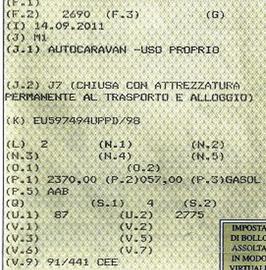 (F.1)
(F.2) 2690 (F.3) (G)
(I) 14.09.2011
(J) M1
(J.1) AUTOCARAVAN -USO PROPRIO
(J.2) J7 (CHIUSA CON ATTREZZATURA
PERMANENTE AL TRASPORTO E ALLOGGIO)
(K) EU597494UPPD/98
(L) 2 (N.1) (N.2)
(N.3) (N.4) (N.5)
(O.1) (O.2)
(P.1) 2370,00 (P.2)057,00 (P.3)GASOL
(P.5) AAB
(Q) (S.1) 4 (S.2)
(U.1) 87 (U.2) 2775
(V.1) (V.2)
(V.3) (V.5)
(V.6) (V.7)
(V.9) 91/441 CEE
IMPOSTA
DI BOLLO
ASSOLTA
IN MODO